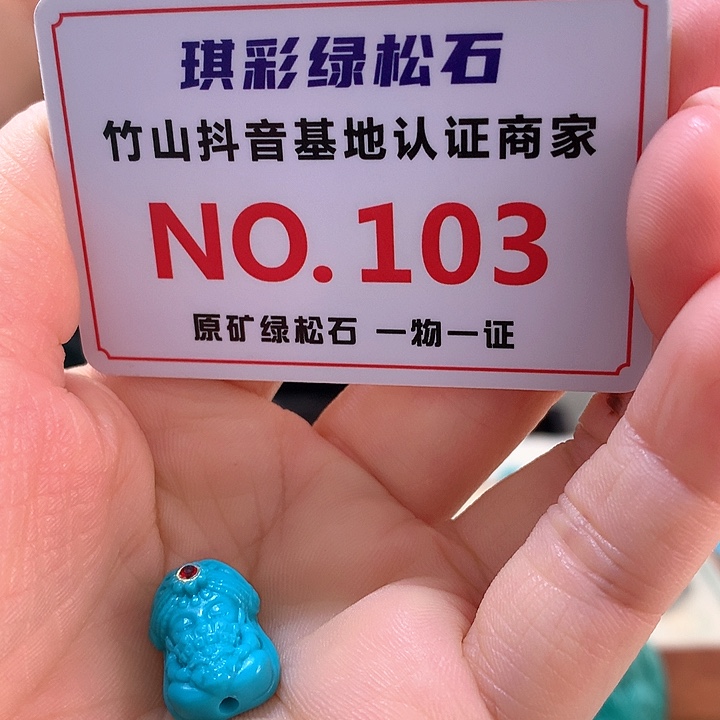 琪彩绿松石
竹山抖音基地认证商家
NO.103
原矿绿松石 一物一证